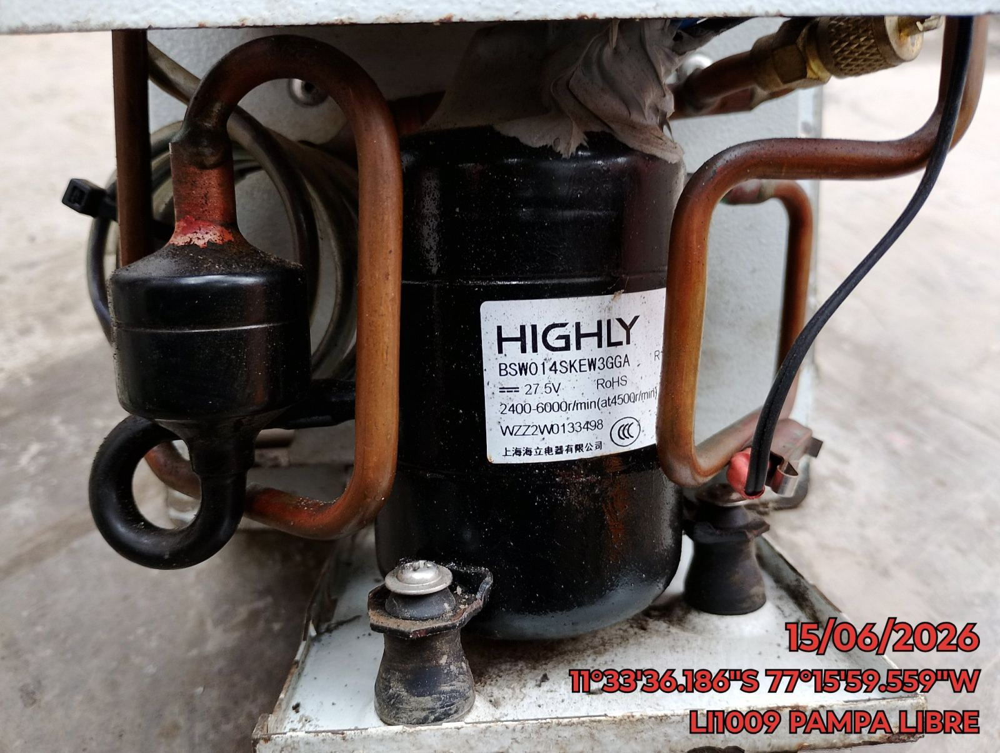 HIGHLY
BSW014SKEW3GGA
27.5V RoHS
2400-6000r/min(at4500r/min)
WZZ2W0133498
上海海立电器有限公司
15/06/2026
11°33'36.186"S 77°15'59.559"W
LI1009 PAMPA LIBRE